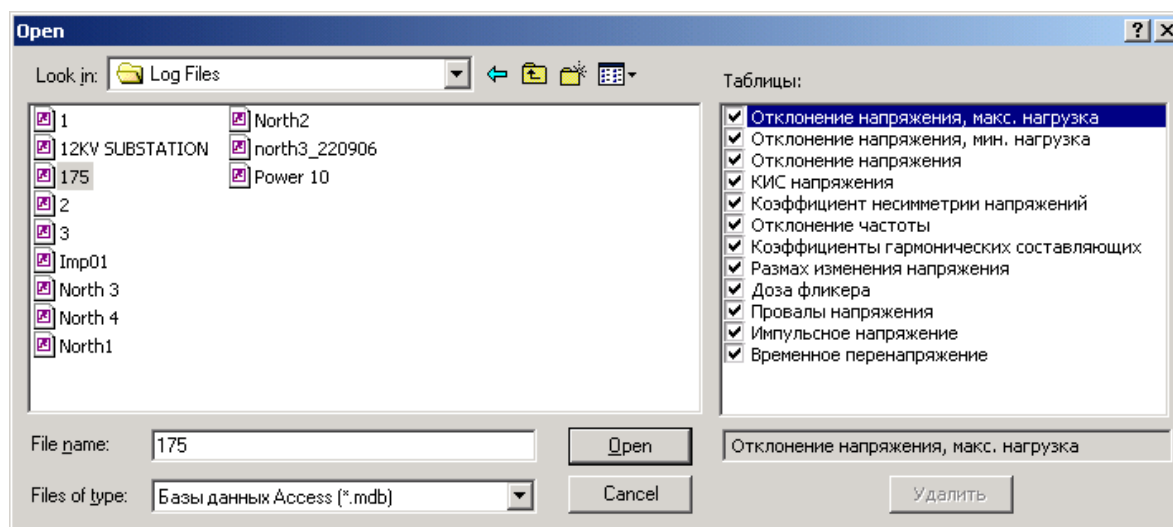 Open
Look in: Log Files
Таблицы:
1
12KV SUBSTATION
175
2
3
Imp01
North 3
North 4
North1
North2
north3_220906
Power 10
Отклонение напряжения, макс. нагрузка
Отклонение напряжения, мин. нагрузка
Отклонение напряжения
КИС напряжения
Коэффициент несимметрии напряжений
Отклонение частоты
Коэффициенты гармонических составляющих
Размах изменения напряжения
Доза фликера
Провалы напряжения
Импульсное напряжение
Временное перенапряжение
File name: 175 Open
Отклонение напряжения, макс. нагрузка
Files of type: Базы данных Access (*.mdb) Cancel
Удалить